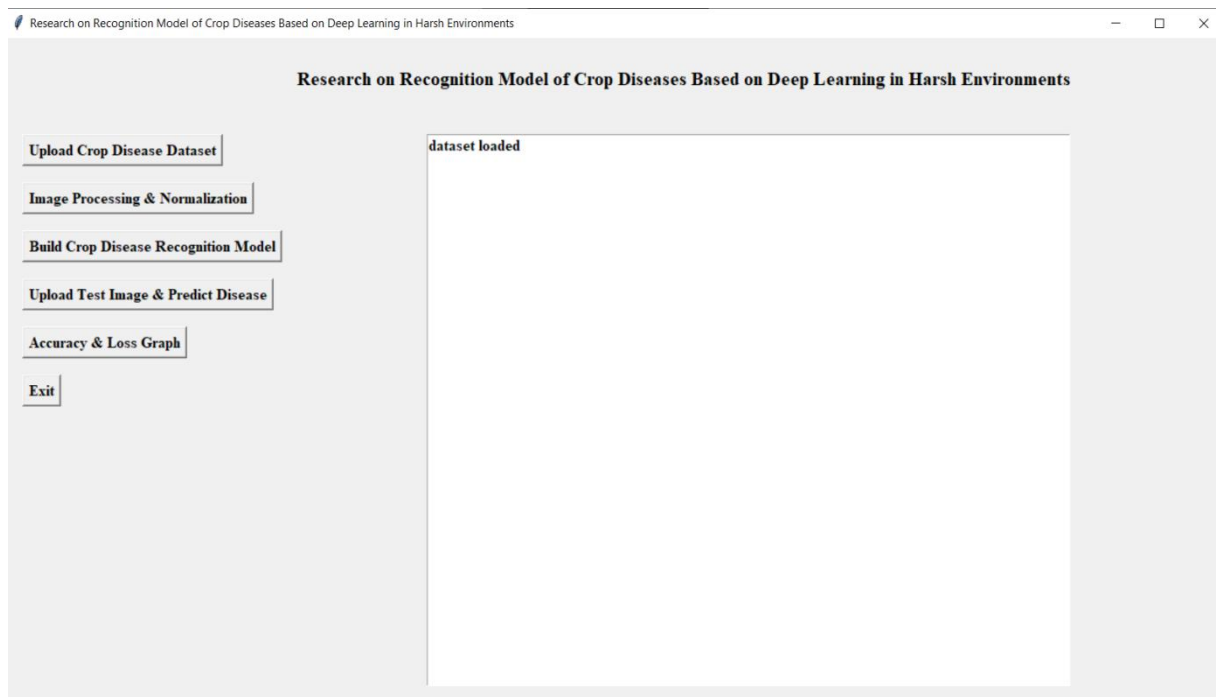 Research on Recognition Model of Crop Diseases Based on Deep Learning in Harsh Environments
Research on Recognition Model of Crop Diseases Based on Deep Learning in Harsh Environments
Upload Crop Disease Dataset
dataset loaded
Image Processing & Normalization
Build Crop Disease Recognition Model
Upload Test Image & Predict Disease
Accuracy & Loss Graph
Exit